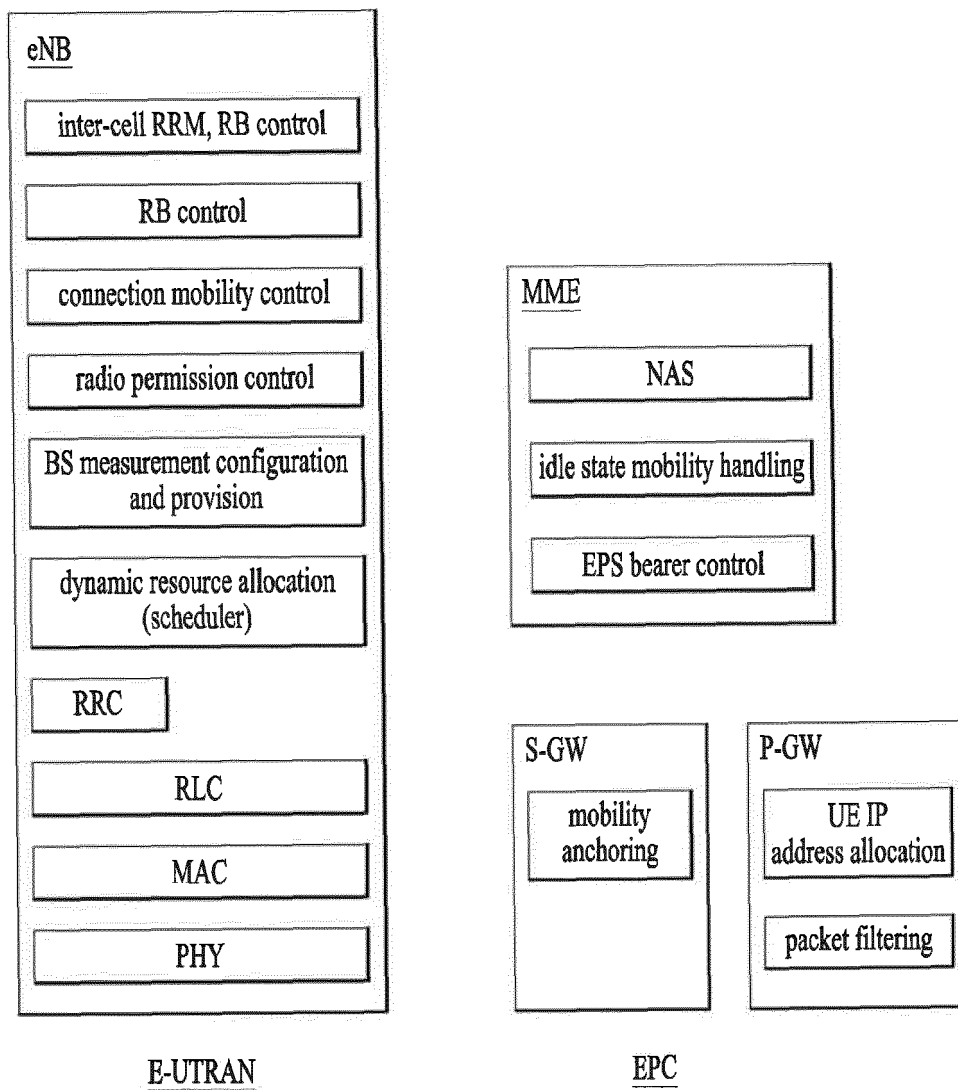 eNB
inter-cell RRM, RB control
RB control
connection mobility control
radio permission control
BS measurement configuration
and provision
dynamic resource allocation
(scheduler)
RRC
RLC
MAC
PHY
E-UTRAN
MME
NAS
idle state mobility handling
EPS bearer control
S-GW
mobility
anchoring
P-GW
UE IP
address allocation
packet filtering
EPC